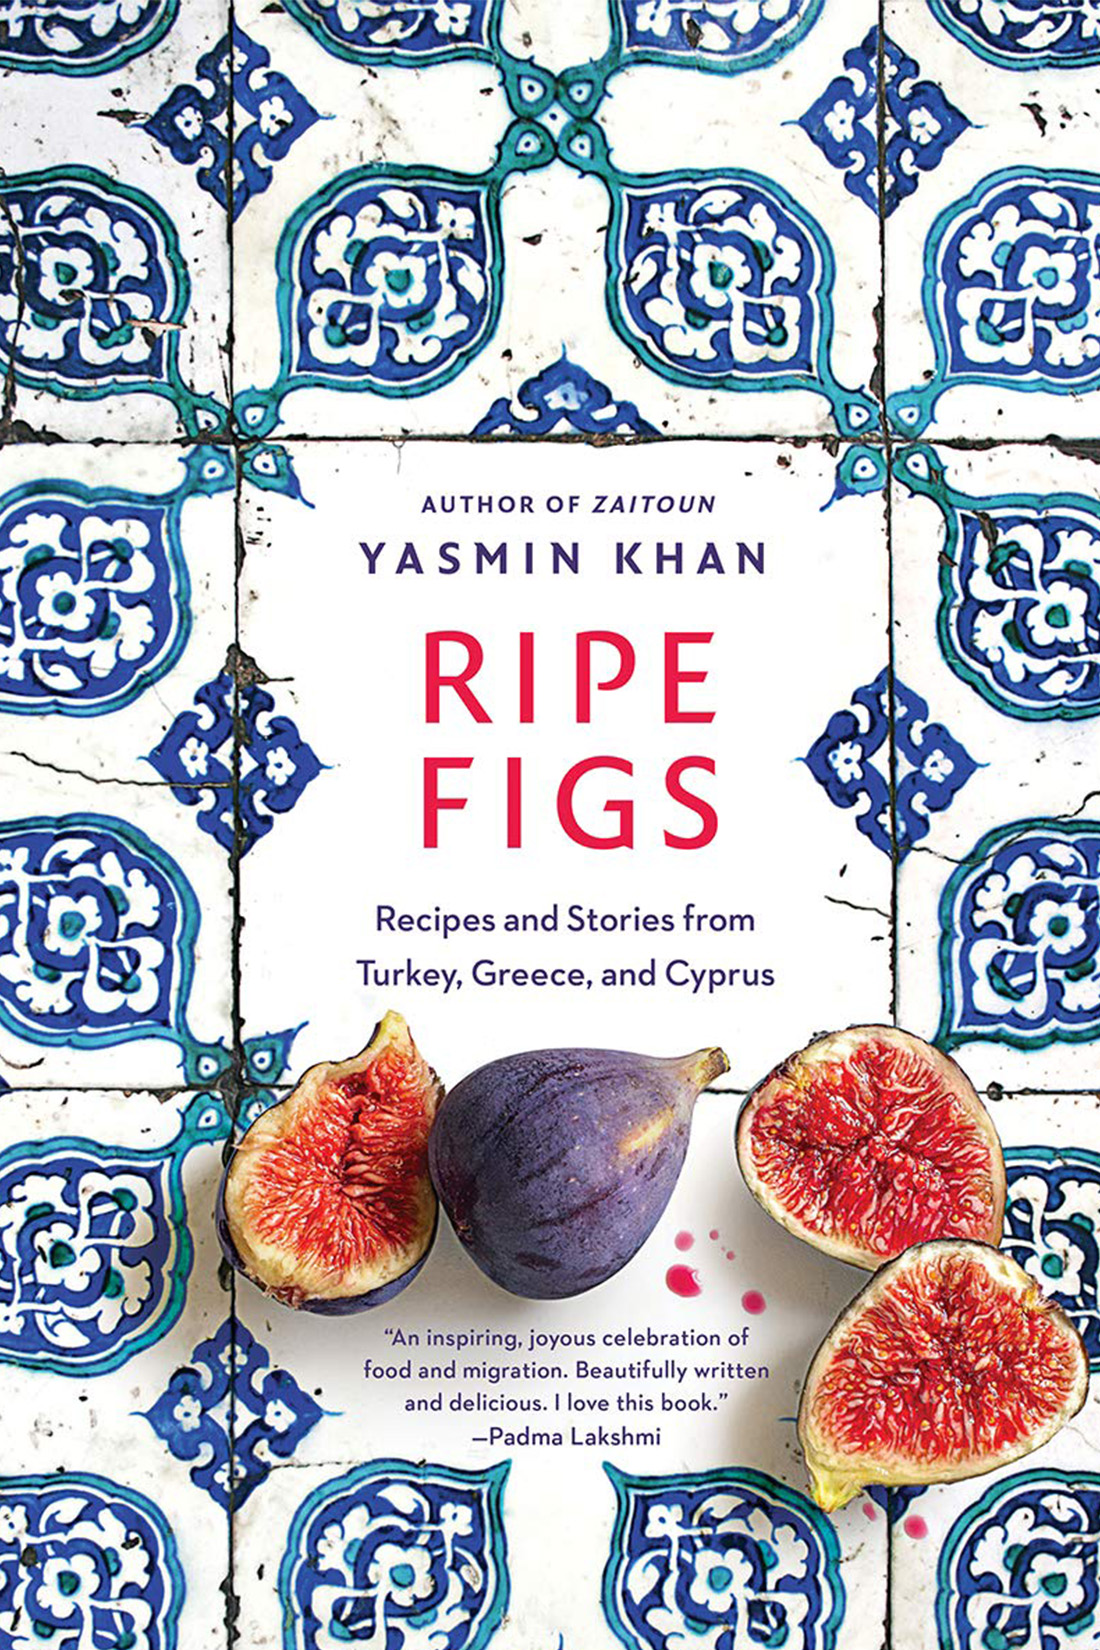 AUTHOR OF ZAITOUN
YASMIN KHAN
RIPE
FIGS
Recipes and Stories from
Turkey, Greece, and Cyprus
“An inspiring, joyous celebration of
food and migration. Beautifully written
and delicious. I love this book.”
—Padma Lakshmi